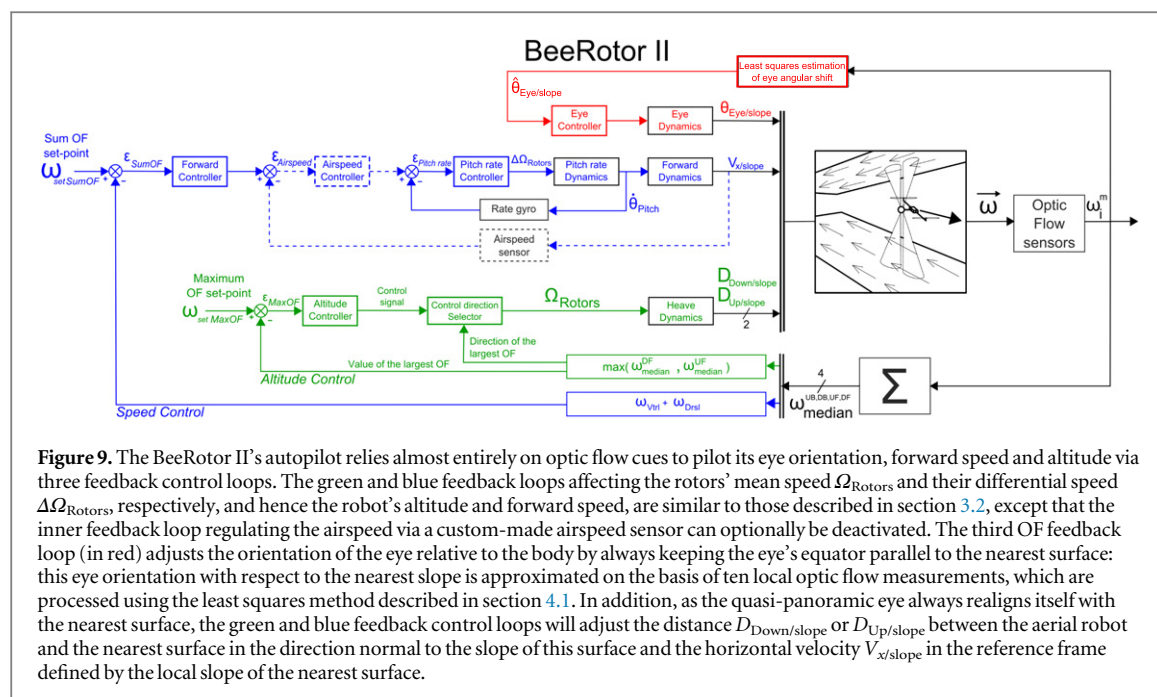 BeeRotor II
Least squares estimation
of eye angular shift
θ̂Eye/slope
Eye
Controller
Eye
Dynamics
θEye/slope
Sum OF
set-point
ωsetSumOF
+
-
εSumOF
Forward
Controller
+
-
εAirspeed
Airspeed
Controller
+
-
εPitch rate
Pitch rate
Controller
ΔΩRotors
Pitch rate
Dynamics
Forward
Dynamics
Vx/slope
Rate gyro
θ̇Pitch
Airspeed
sensor
ω⃗
Optic
Flow
sensors
ωiᵐ
Maximum
OF set-point
ωset MaxOF
+
-
εMaxOF
Altitude
Controller
Control
signal
Control direction
Selector
ΩRotors
Heave
Dynamics
DDown/slope
DUp/slope
2
Direction of the
largest OF
Value of the largest OF
max(ωDFmedian , ωUFmedian)
Altitude Control
4
ωUB,DB,UF,DFmedian
Σ
ωVtrl + ωDrsl
Speed Control
Figure 9. The BeeRotor II's autopilot relies almost entirely on optic flow cues to pilot its eye orientation, forward speed and altitude via
three feedback control loops. The green and blue feedback loops affecting the rotors' mean speed ΩRotors and their differential speed
ΔΩRotors, respectively, and hence the robot's altitude and forward speed, are similar to those described in section 3.2, except that the
inner feedback loop regulating the airspeed via a custom-made airspeed sensor can optionally be deactivated. The third OF feedback
loop (in red) adjusts the orientation of the eye relative to the body by always keeping the eye's equator parallel to the nearest surface:
this eye orientation with respect to the nearest slope is approximated on the basis of ten local optic flow measurements, which are
processed using the least squares method described in section 4.1. In addition, as the quasi-panoramic eye always realigns itself with
the nearest surface, the green and blue feedback control loops will adjust the distance DDown/slope or DUp/slope between the aerial robot
and the nearest surface in the direction normal to the slope of this surface and the horizontal velocity Vx/slope in the reference frame
defined by the local slope of the nearest surface.